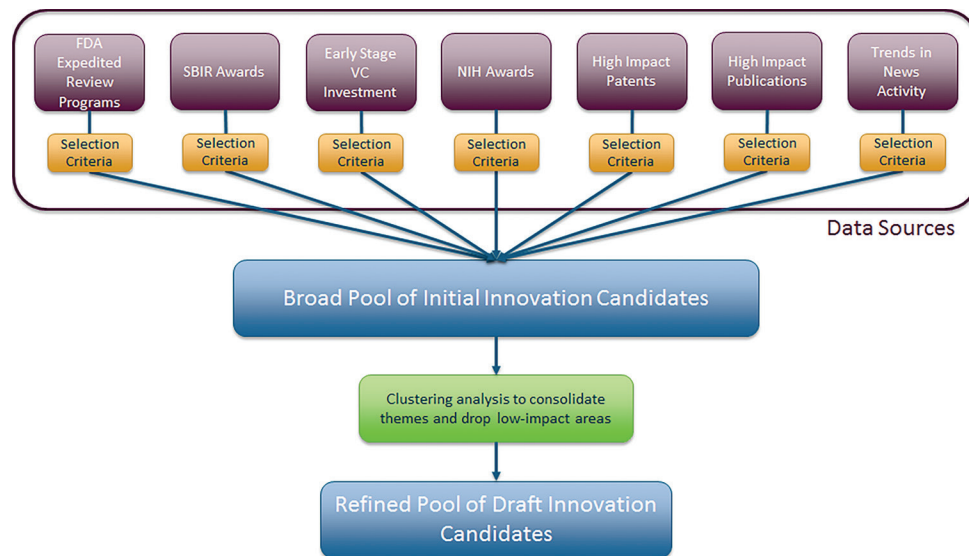 FDA
Expedited
Review
Programs
SBIR Awards
Early Stage
VC
Investment
NIH Awards
High Impact
Patents
High Impact
Publications
Trends in
News
Activity
Selection
Criteria
Selection
Criteria
Selection
Criteria
Selection
Criteria
Selection
Criteria
Selection
Criteria
Selection
Criteria
Data Sources
Broad Pool of Initial Innovation Candidates
Clustering analysis to consolidate
themes and drop low-impact areas
Refined Pool of Draft Innovation
Candidates